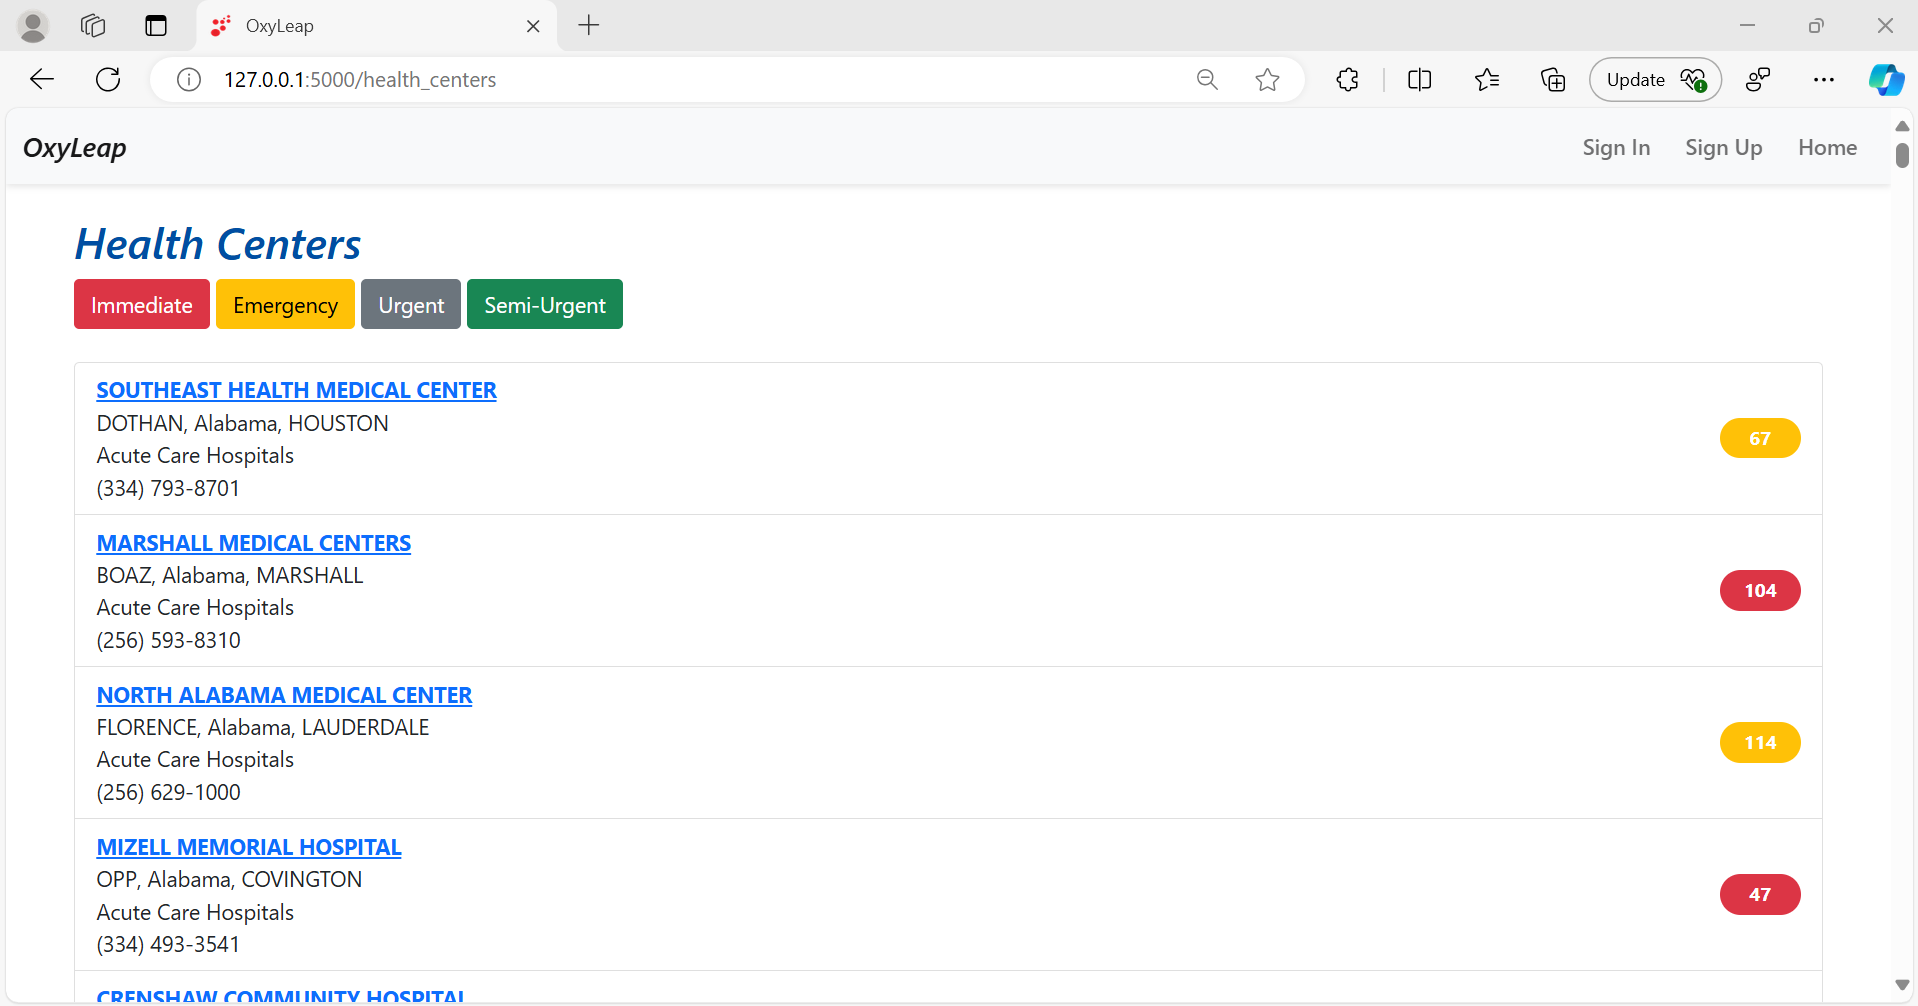 OxyLeap
127.0.0.1:5000/health_centers
Update
OxyLeap
Sign In
Sign Up
Home
Health Centers
Immediate
Emergency
Urgent
Semi-Urgent
SOUTHEAST HEALTH MEDICAL CENTER
DOTHAN, Alabama, HOUSTON
Acute Care Hospitals
(334) 793-8701
67
MARSHALL MEDICAL CENTERS
BOAZ, Alabama, MARSHALL
Acute Care Hospitals
(256) 593-8310
104
NORTH ALABAMA MEDICAL CENTER
FLORENCE, Alabama, LAUDERDALE
Acute Care Hospitals
(256) 629-1000
114
MIZELL MEMORIAL HOSPITAL
OPP, Alabama, COVINGTON
Acute Care Hospitals
(334) 493-3541
47
CRENSHAW COMMUNITY HOSPITAL